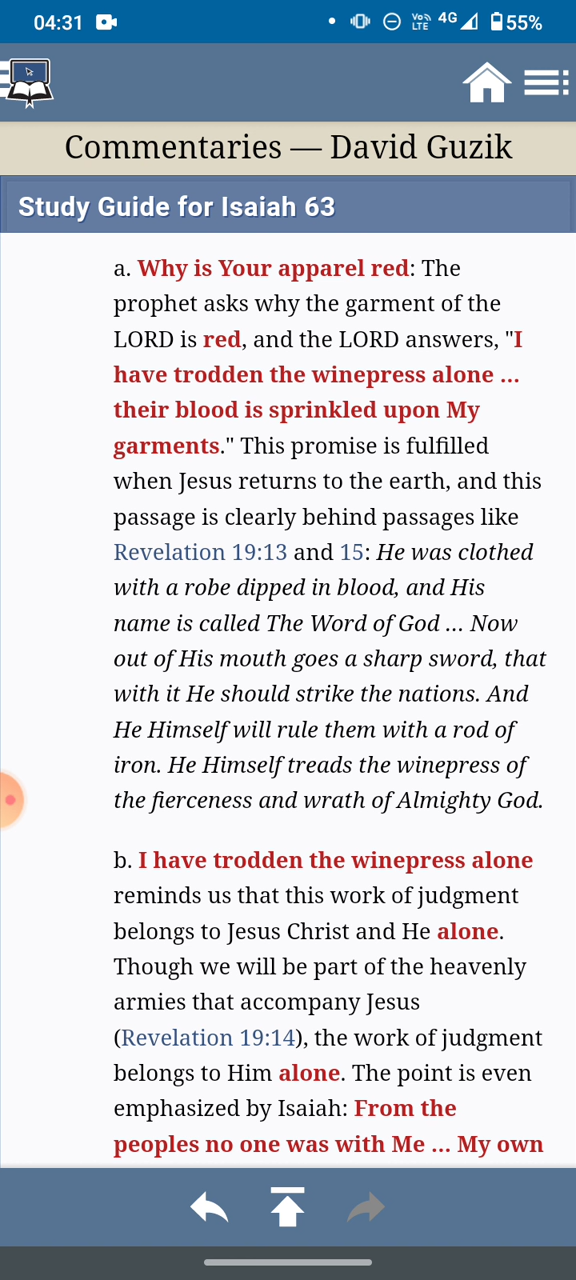 04:31
Vo)) LTE 4G 55%
Commentaries — David Guzik
Study Guide for Isaiah 63
a. Why is Your apparel red: The
prophet asks why the garment of the
LORD is red, and the LORD answers, "I
have trodden the winepress alone ...
their blood is sprinkled upon My
garments." This promise is fulfilled
when Jesus returns to the earth, and this
passage is clearly behind passages like
Revelation 19:13 and 15: He was clothed
with a robe dipped in blood, and His
name is called The Word of God ... Now
out of His mouth goes a sharp sword, that
with it He should strike the nations. And
He Himself will rule them with a rod of
iron. He Himself treads the winepress of
the fierceness and wrath of Almighty God.
b. I have trodden the winepress alone
reminds us that this work of judgment
belongs to Jesus Christ and He alone.
Though we will be part of the heavenly
armies that accompany Jesus
(Revelation 19:14), the work of judgment
belongs to Him alone. The point is even
emphasized by Isaiah: From the
peoples no one was with Me ... My own